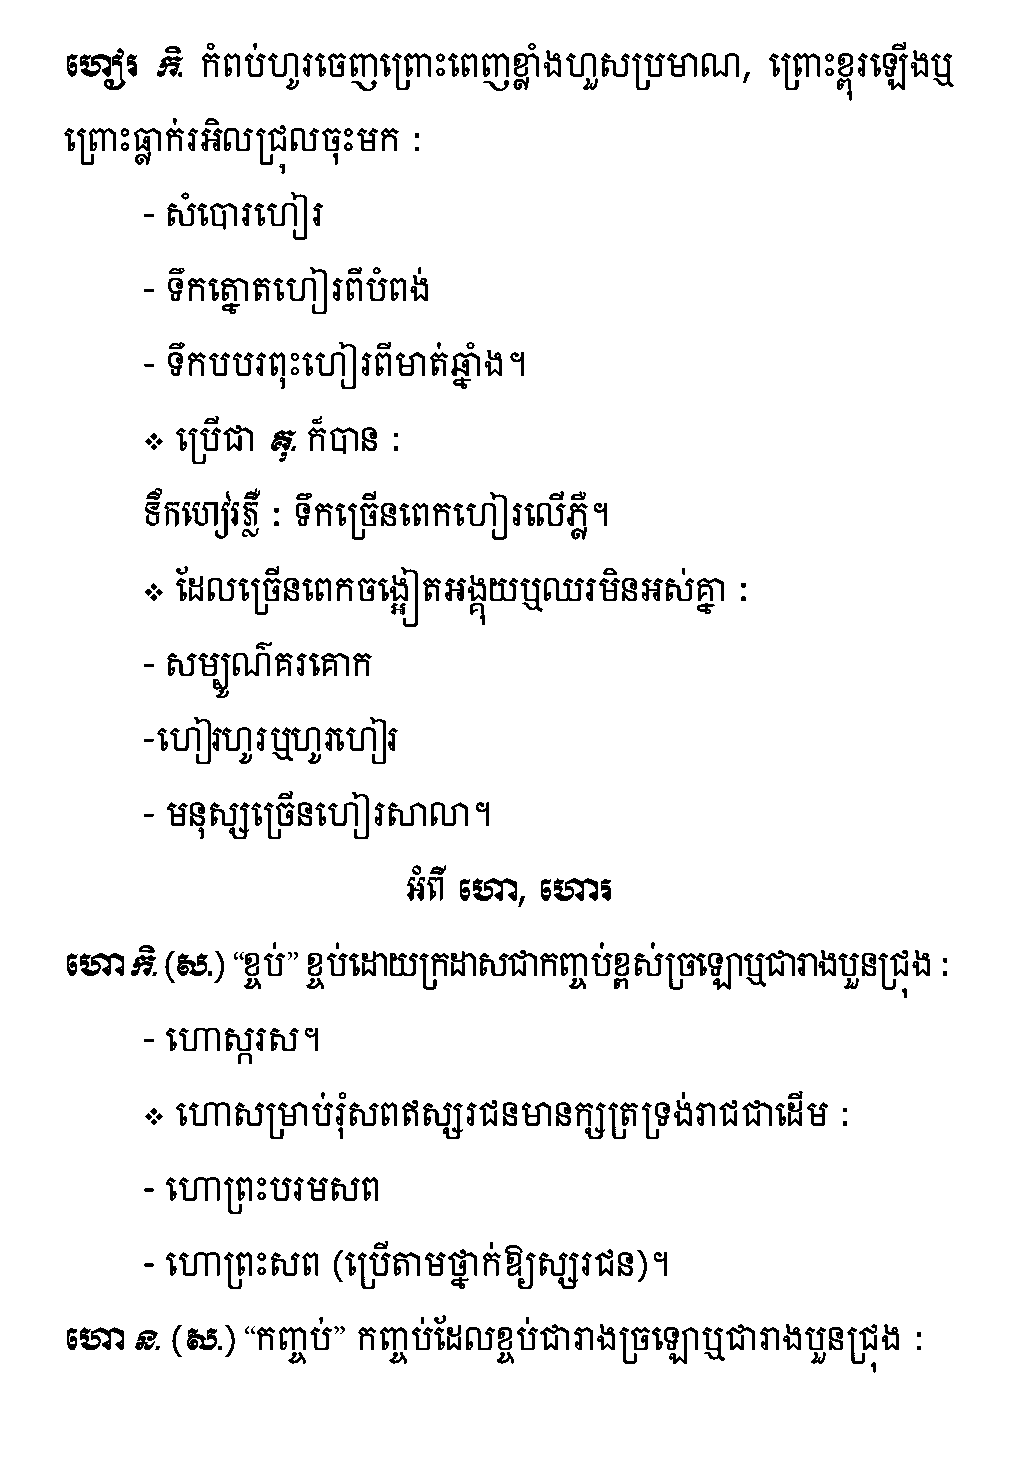 ហៀរ កិ. កំពប់ហូរចេញព្រោះពេញខ្លាំងហួសប្រមាណ, ព្រោះខ្ពុរឡើងឬ
ព្រោះធ្លាក់រអិលជ្រុលចុះមក :
- សំបោរហៀរ
- ទឹកត្នោតហៀរពីបំពង់
- ទឹកបបរពុះហៀរពីមាត់ឆ្នាំង។
❖ ប្រើជា គុ. ក៏បាន :
ទឹកហៀរភ្លឺ : ទឹកច្រើនពេកហៀរលើភ្លឺ។
❖ ដែលច្រើនពេកចង្អៀតអង្គុយឬឈរមិនអស់គ្នា :
- សម្បូណ៌គរគោក
-ហៀរហូរឬហូរហៀរ
- មនុស្សច្រើនហៀរសាលា។
អំពី ហោ, ហោរ
ហោ កិ. (ស.) “ខ្ចប់” ខ្ចប់ដោយក្រដាសជាកញ្ចប់ខ្ពស់ច្រឡោឬជារាងបួនជ្រុង :
- ហោស្ករស។
❖ ហោសម្រាប់រុំសពឥស្សរជនមានក្សត្រទ្រង់រាជជាដើម :
- ហោព្រះបរមសព
- ហោព្រះសព (ប្រើតាមថ្នាក់ឱ្យស្សរជន)។
ហោ ន. (ស.) “កញ្ចប់” កញ្ចប់ដែលខ្ចប់ជារាងច្រឡោឬជារាងបួនជ្រុង :